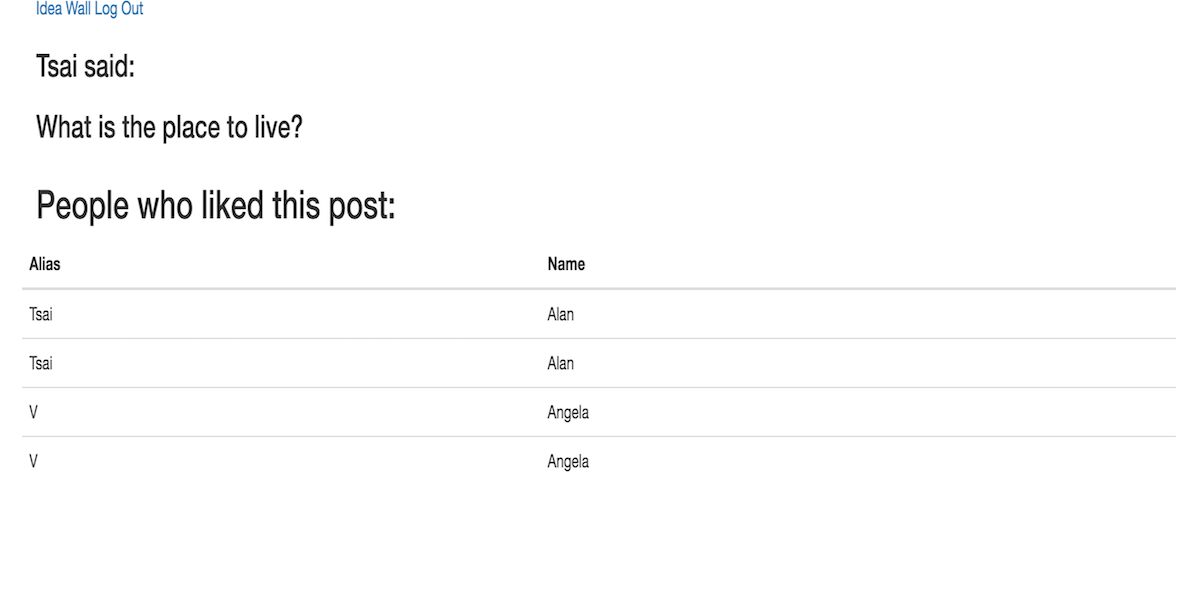 Idea Wall Log Out
Tsai said:
What is the place to live?
People who liked this post:
Alias Name
Tsai Alan
Tsai Alan
V Angela
V Angela